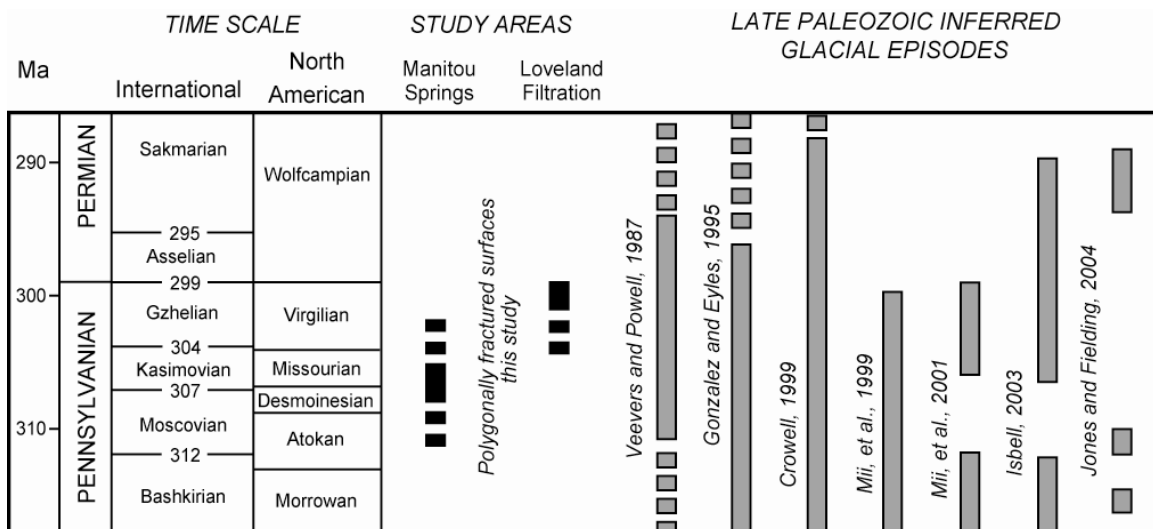 TIME SCALE
STUDY AREAS
LATE PALEOZOIC INFERRED
GLACIAL EPISODES
Ma
International
North
American
Manitou
Springs
Loveland
Filtration
290
300
310
PERMIAN
PENNSYLVANIAN
Sakmarian
295
Asselian
299
Gzhelian
304
Kasimovian
307
Moscovian
312
Bashkirian
Wolfcampian
Virgilian
Missourian
Desmoinesian
Atokan
Morrowan
Polygonally fractured surfaces
this study
Veevers and Powell, 1987
Gonzalez and Eyles, 1995
Crowell, 1999
Mii, et al., 1999
Mii, et al., 2001
Isbell, 2003
Jones and Fielding, 2004